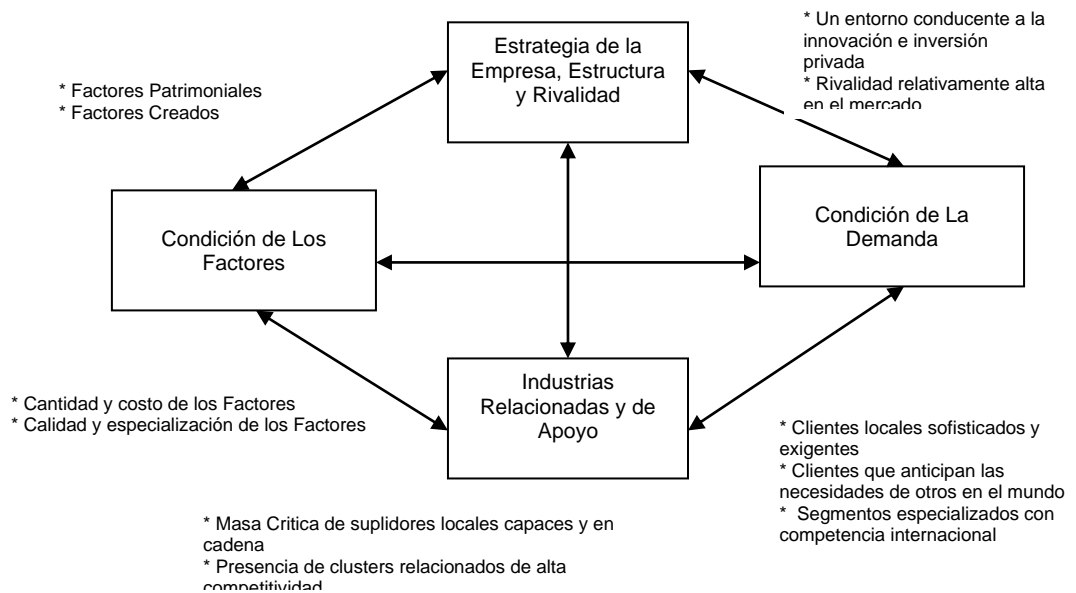 Estrategia de la
Empresa, Estructura
y Rivalidad
* Un entorno conducente a la
innovación e inversión
privada
* Rivalidad relativamente alta
en el mercado
* Factores Patrimoniales
* Factores Creados
Condición de Los
Factores
Condición de La
Demanda
Industrias
Relacionadas y de
Apoyo
* Cantidad y costo de los Factores
* Calidad y especialización de los Factores
* Clientes locales sofisticados y
exigentes
* Clientes que anticipan las
necesidades de otros en el mundo
* Segmentos especializados con
competencia internacional
* Masa Critica de suplidores locales capaces y en
cadena
* Presencia de clusters relacionados de alta
competitividad